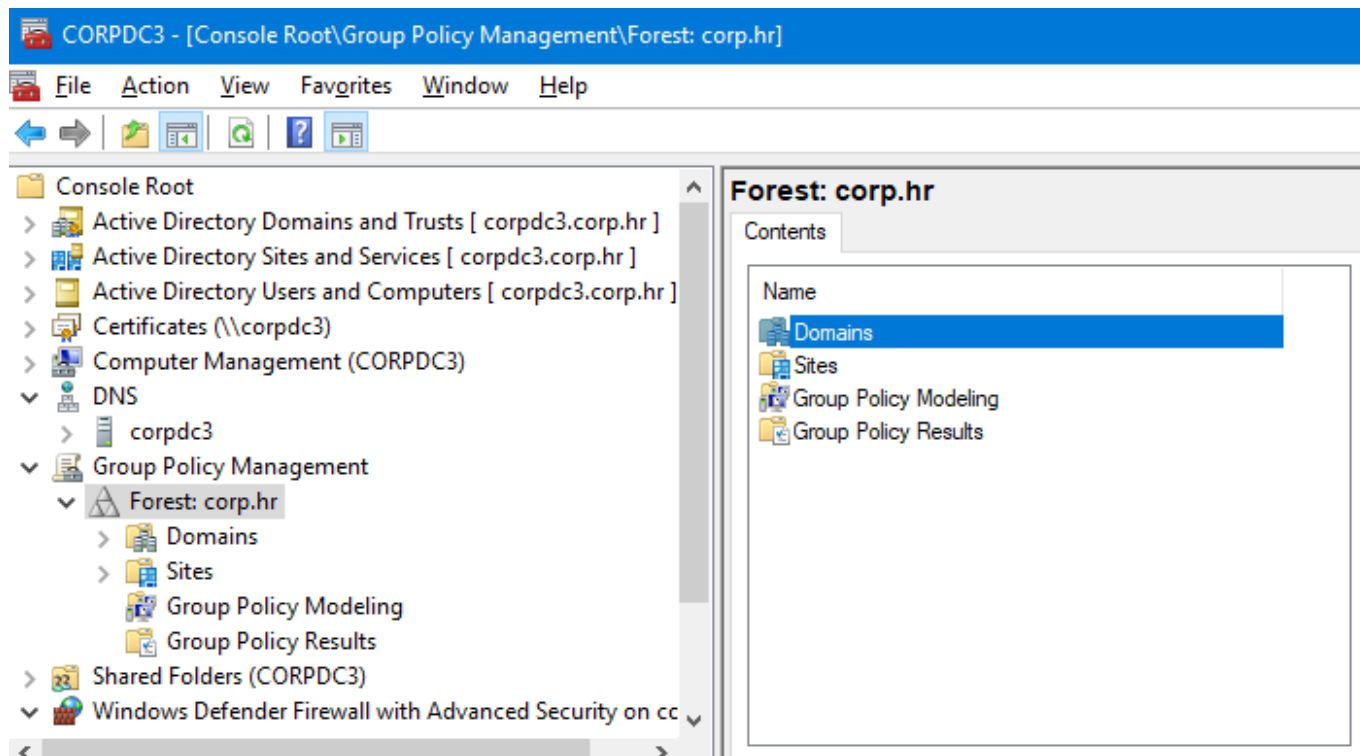 CORPDC3 - [Console Root\Group Policy Management\Forest: corp.hr]
File Action View Favorites Window Help
Console Root
Active Directory Domains and Trusts [ corpdc3.corp.hr ]
Active Directory Sites and Services [ corpdc3.corp.hr ]
Active Directory Users and Computers [ corpdc3.corp.hr ]
Certificates (\\corpdc3)
Computer Management (CORPDC3)
DNS
corpdc3
Group Policy Management
Forest: corp.hr
Domains
Sites
Group Policy Modeling
Group Policy Results
Shared Folders (CORPDC3)
Windows Defender Firewall with Advanced Security on cc
Forest: corp.hr
Contents
Name
Domains
Sites
Group Policy Modeling
Group Policy Results